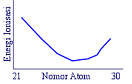 Energi Ionisasi
21 Nomor Atom 30